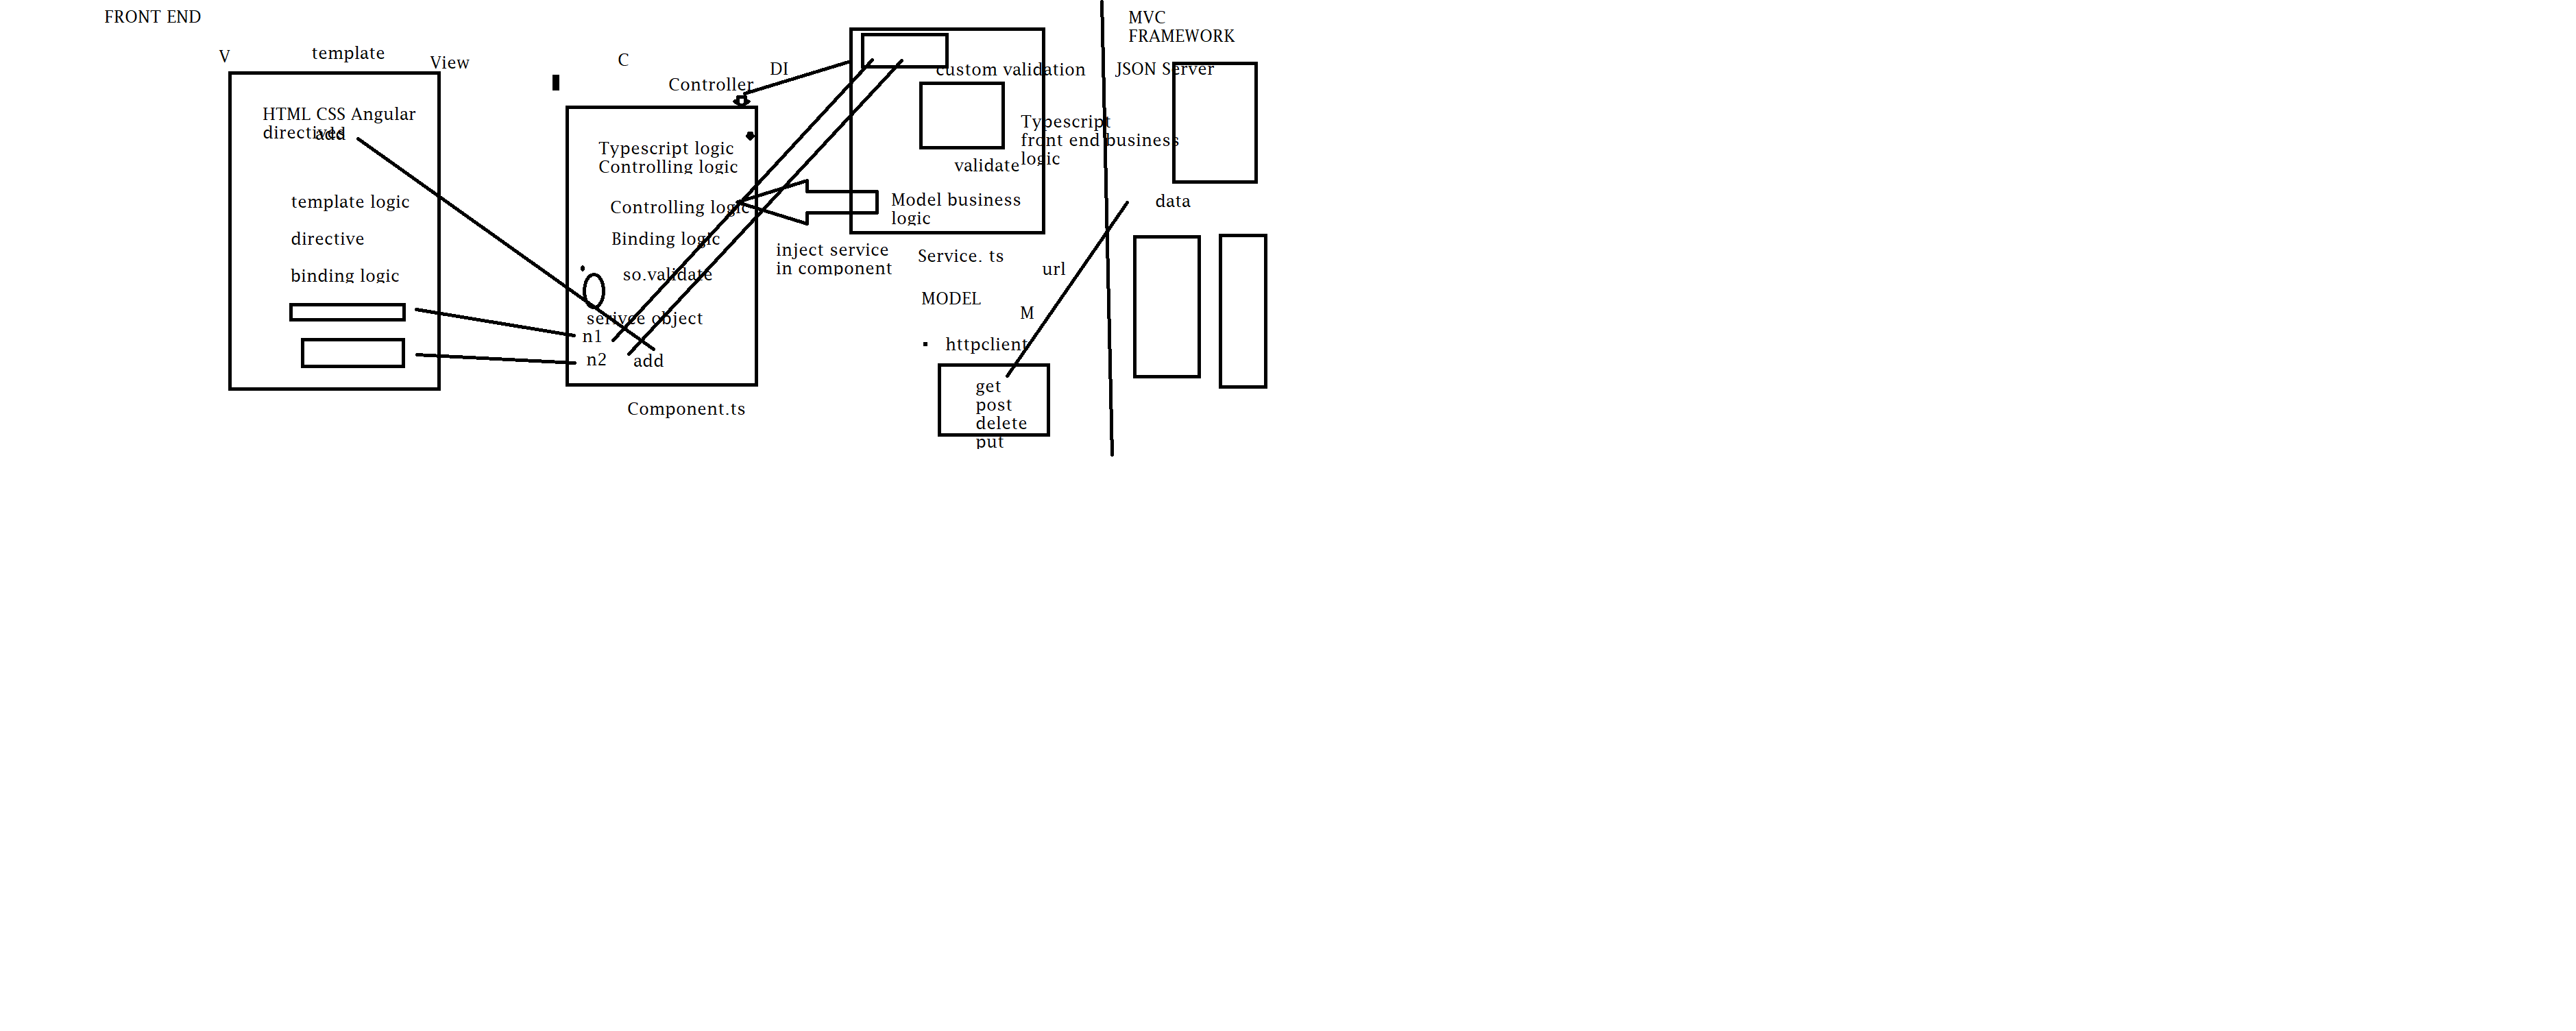 FRONT END
V
template
View
HTML CSS Angular
directives
add
template logic
directive
binding logic
C
Controller
DI
Typescript logic
Controlling logic
Controlling logic
Binding logic
so.validate
serivce object
n1
n2
add
Component.ts
inject service
in component
custom validation
Typescript
front end business
logic
validate
Model business
logic
Service. ts
url
MODEL
M
httpclient
get
post
delete
put
MVC
FRAMEWORK
JSON Server
data